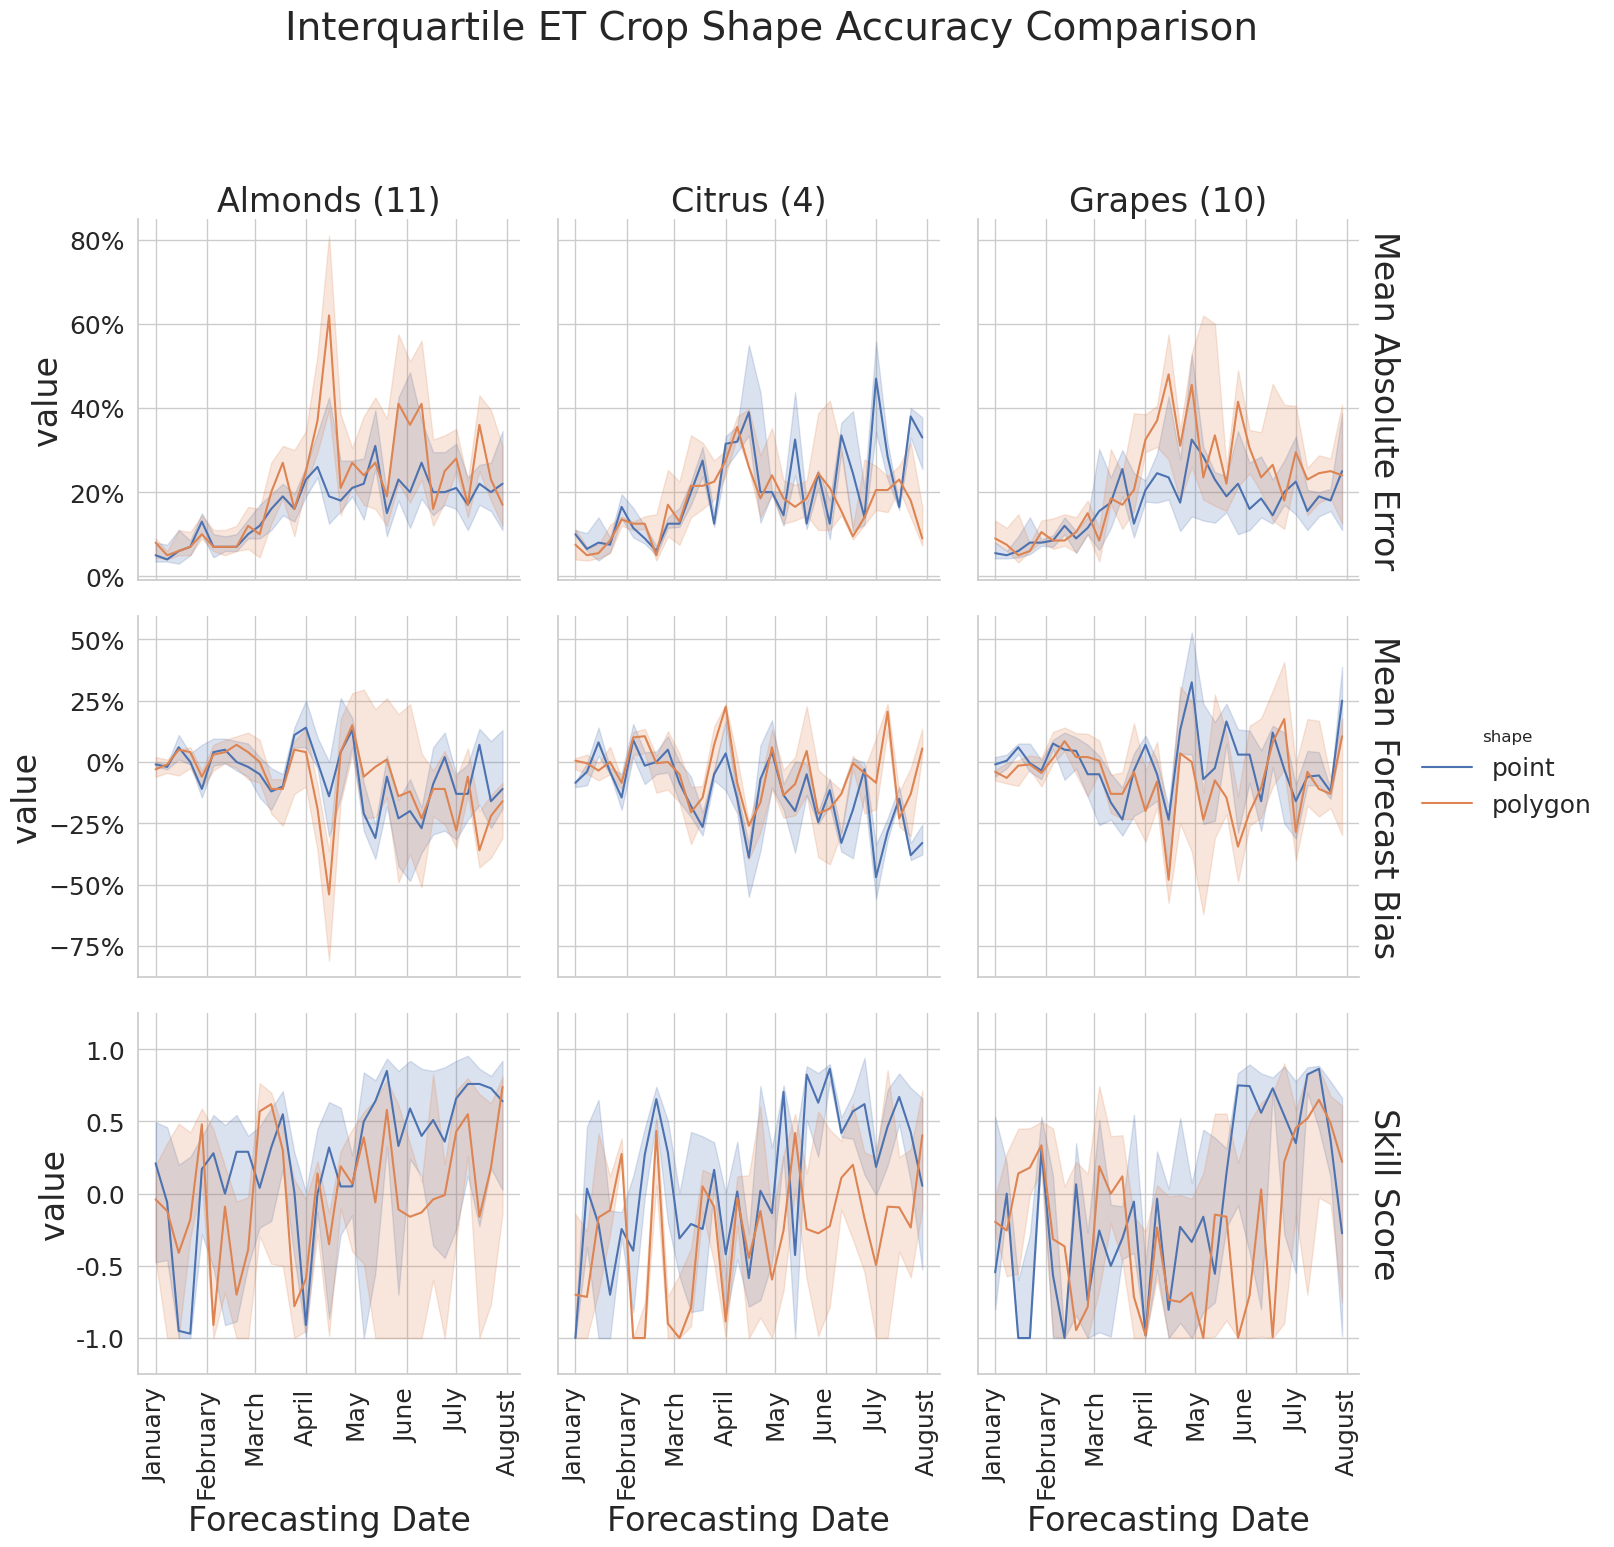 Interquartile ET Crop Shape Accuracy Comparison
Almonds (11)
Citrus (4)
Grapes (10)
80%
60%
40%
20%
0%
value
Mean Absolute Error
50%
25%
0%
−25%
−50%
−75%
value
Mean Forecast Bias
shape
point
polygon
1.0
0.5
0.0
-0.5
-1.0
value
Skill Score
January
February
March
April
May
June
July
August
January
February
March
April
May
June
July
August
January
February
March
April
May
June
July
August
Forecasting Date
Forecasting Date
Forecasting Date